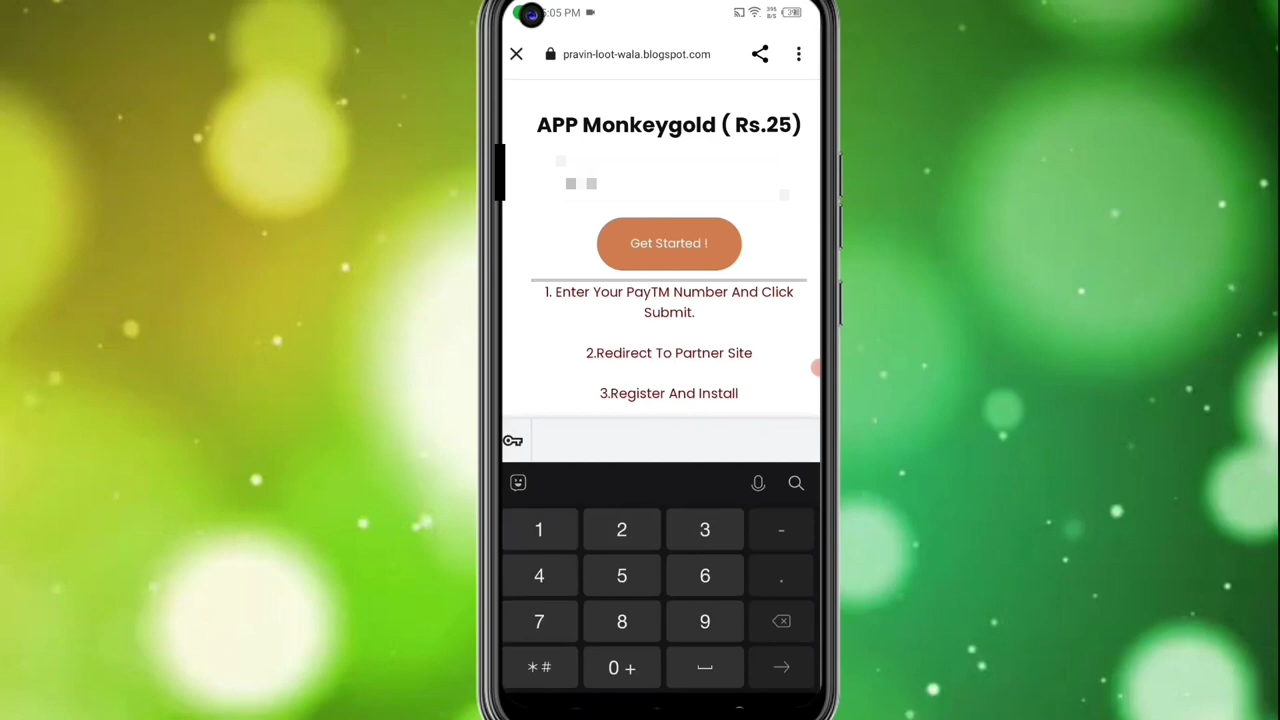 5:05 PM
395 B/S
39
pravin-loot-wala.blogspot.com
APP Monkeygold ( Rs.25)
Get Started !
1. Enter Your PayTM Number And Click
Submit.
2.Redirect To Partner Site
3.Register And Install
1 2 3 -
4 5 6 .
7 8 9
*# 0 +